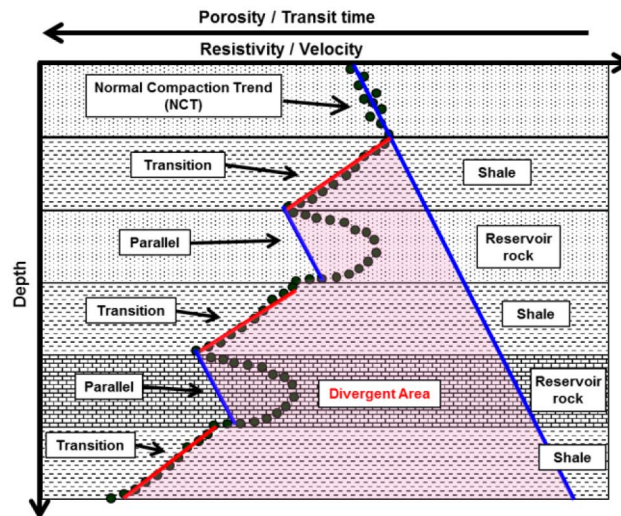 Porosity / Transit time
Resistivity / Velocity
Normal Compaction Trend
(NCT)
Transition
Shale
Parallel
Reservoir
rock
Depth
Transition
Shale
Parallel
Divergent Area
Reservoir
rock
Transition
Shale